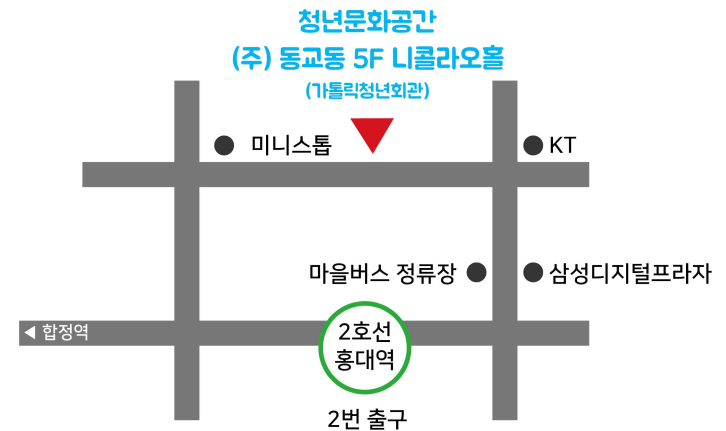 청년문화공간
(주) 동교동 5F 니콜라오홀
(가톨릭청년회관)
미니스톱
KT
마을버스 정류장
삼성디지털프라자
◀ 합정역
2호선
홍대역
2번 출구